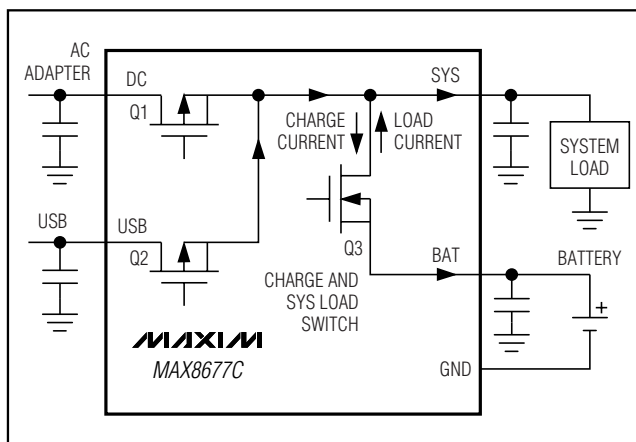 AC
ADAPTER
DC
Q1
SYS
CHARGE
CURRENT
LOAD
CURRENT
SYSTEM
LOAD
USB
USB
Q2
Q3
BAT
BATTERY
CHARGE AND
SYS LOAD
SWITCH
+
MAXIM
MAX8677C
GND